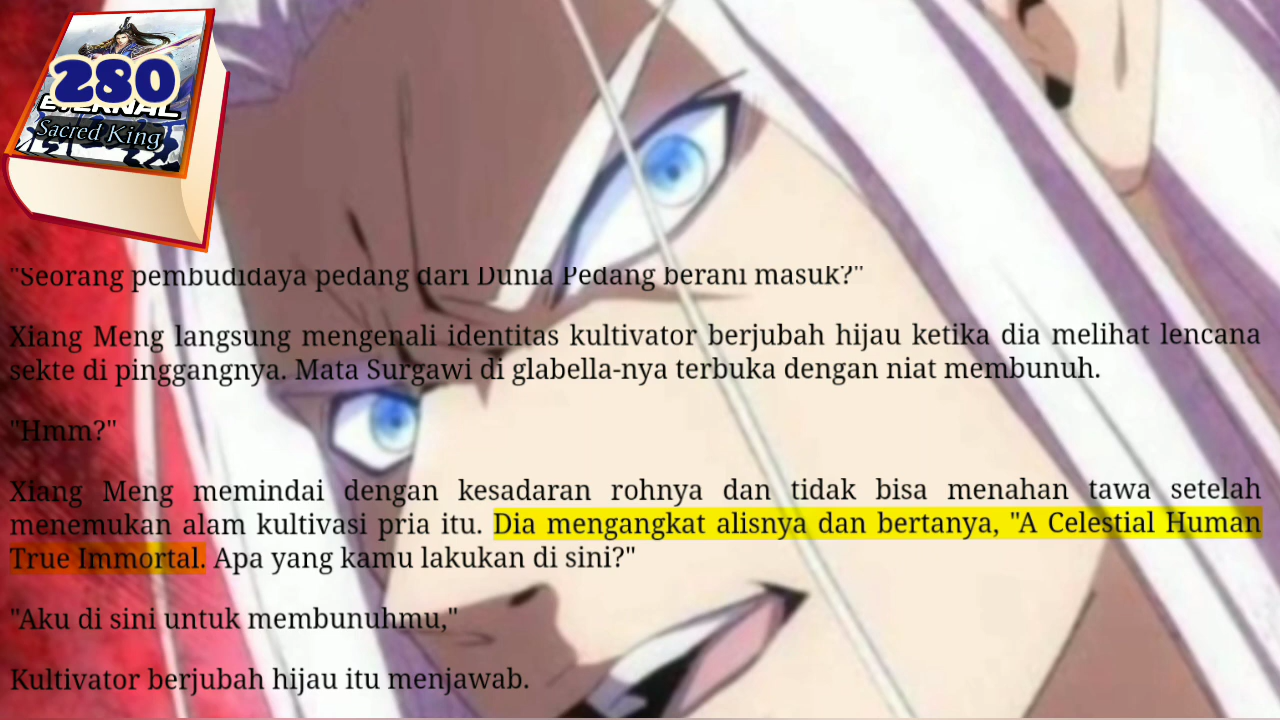 280
ETERNAL
Sacred King
"Seorang pembudidaya pedang dari Dunia Pedang berani masuk?"
Xiang Meng langsung mengenali identitas kultivator berjubah hijau ketika dia melihat lencana
sekte di pinggangnya. Mata Surgawi di glabella-nya terbuka dengan niat membunuh.
"Hmm?"
Xiang Meng memindai dengan kesadaran rohnya dan tidak bisa menahan tawa setelah
menemukan alam kultivasi pria itu. Dia mengangkat alisnya dan bertanya, "A Celestial Human
True Immortal. Apa yang kamu lakukan di sini?"
"Aku di sini untuk membunuhmu,"
Kultivator berjubah hijau itu menjawab.